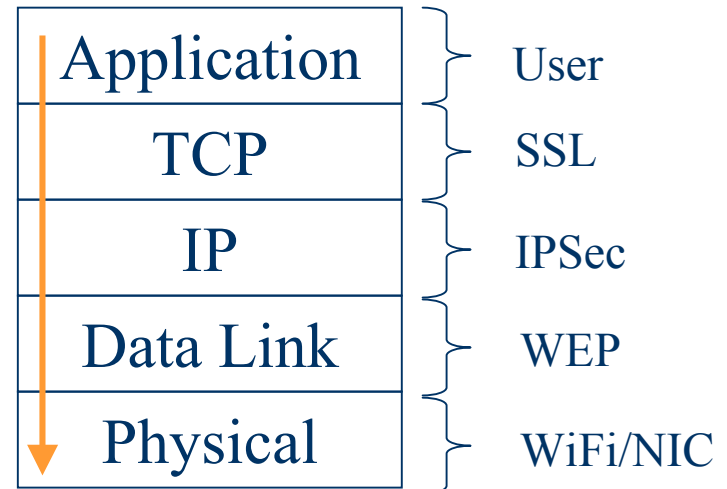 Application User
TCP SSL
IP IPSec
Data Link WEP
Physical WiFi/NIC